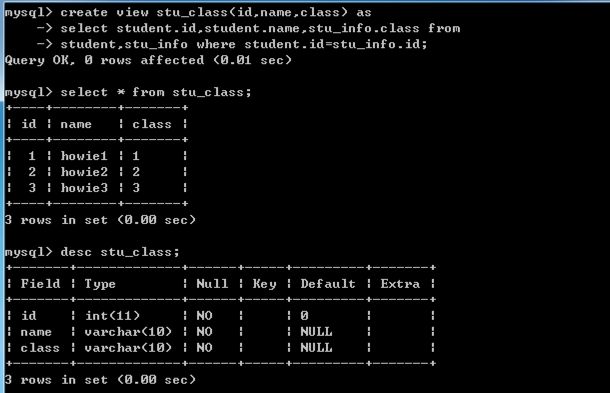 mysql> create view stu_class(id,name,class) as
    -> select student.id,student.name,stu_info.class from
    -> student,stu_info where student.id=stu_info.id;
Query OK, 0 rows affected (0.01 sec)
mysql> select * from stu_class;
+----+--------+-------+
| id | name   | class |
+----+--------+-------+
|  1 | howie1 | 1     |
|  2 | howie2 | 2     |
|  3 | howie3 | 3     |
+----+--------+-------+
3 rows in set (0.00 sec)
mysql> desc stu_class;
+-------+-------------+------+-----+---------+-------+
| Field | Type        | Null | Key | Default | Extra |
+-------+-------------+------+-----+---------+-------+
| id    | int(11)     | NO   |     | 0       |       |
| name  | varchar(10) | NO   |     | NULL    |       |
| class | varchar(10) | NO   |     | NULL    |       |
+-------+-------------+------+-----+---------+-------+
3 rows in set (0.00 sec)